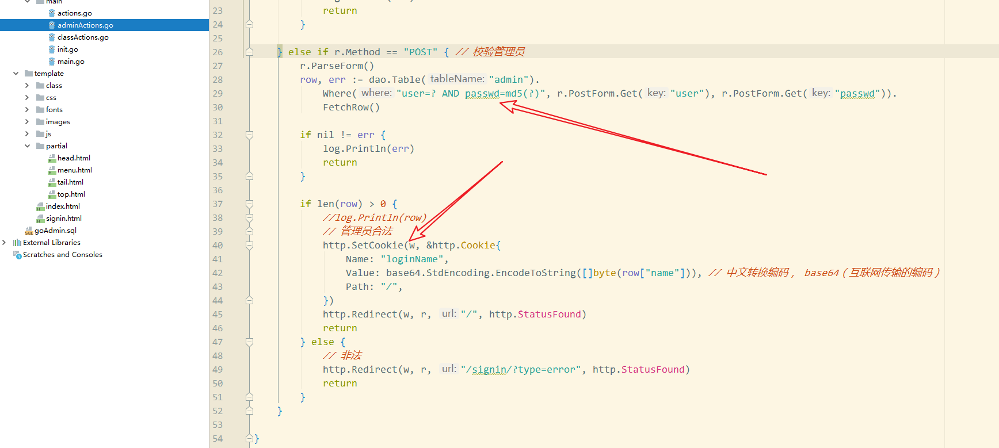 main
actions.go
adminActions.go
classActions.go
init.go
main.go
template
class
css
fonts
images
js
partial
head.html
menu.html
tail.html
top.html
index.html
signin.html
goAdmin.sql
External Libraries
Scratches and Consoles
23 return
24 }
25
26 } else if r.Method == "POST" { // 校验管理员
27 r.ParseForm()
28 row, err := dao.Table( tableName: "admin").
29 Where( where: "user=? AND passwd=md5(?)", r.PostForm.Get( key: "user"), r.PostForm.Get( key: "passwd")).
30 FetchRow()
31
32 if nil != err {
33 log.Println(err)
34 return
35 }
36
37 if len(row) > 0 {
38 //log.Println(row)
39 // 管理员合法
40 http.SetCookie(w, &http.Cookie{
41 Name: "loginName",
42 Value: base64.StdEncoding.EncodeToString([]byte(row["name"])), // 中文转换编码， base64（互联网传输的编码）
43 Path: "/",
44 })
45 http.Redirect(w, r, url: "/", http.StatusFound)
46 return
47 } else {
48 // 非法
49 http.Redirect(w, r, url: "/signin/?type=error", http.StatusFound)
50 return
51 }
52 }
53
54 }